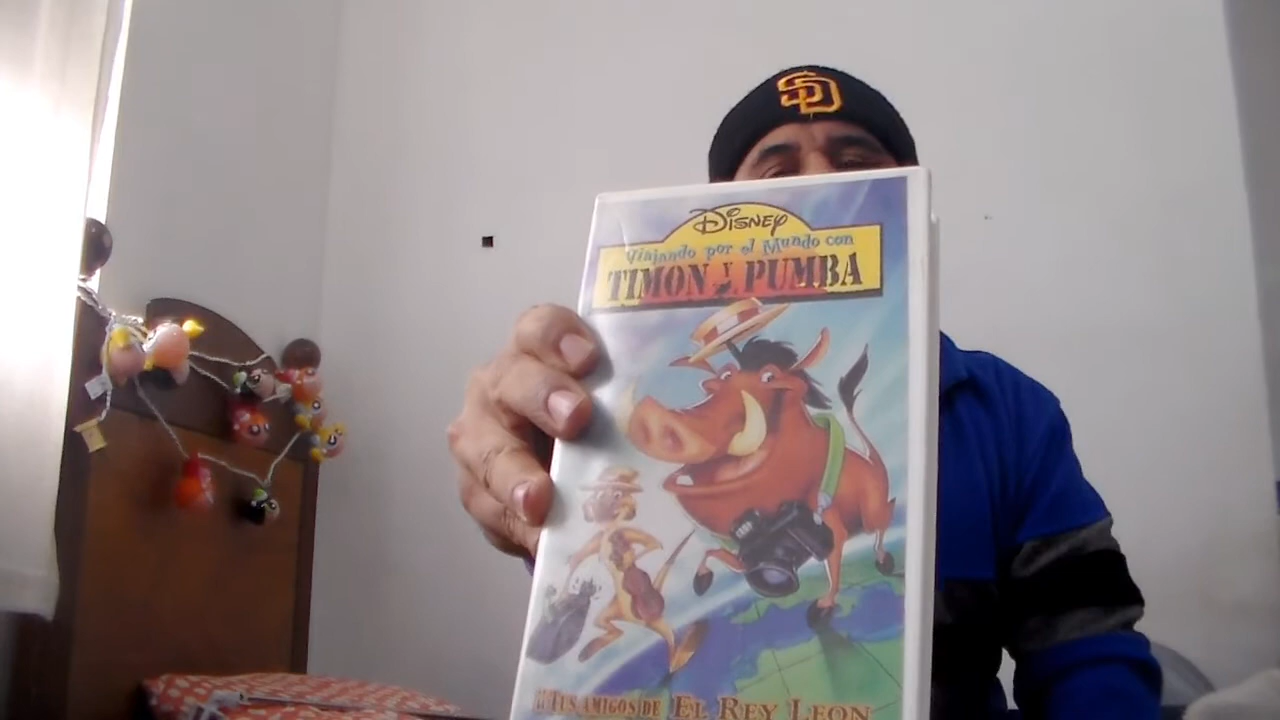 SD
Disney
Viajando por el Mundo con
TIMON Y PUMBA
¡¡TUS AMIGOS DE EL REY LEON